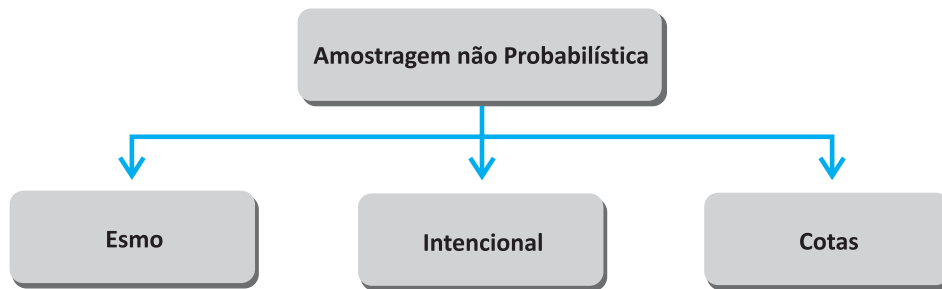 Amostragem não Probabilística
Esmo
Intencional
Cotas